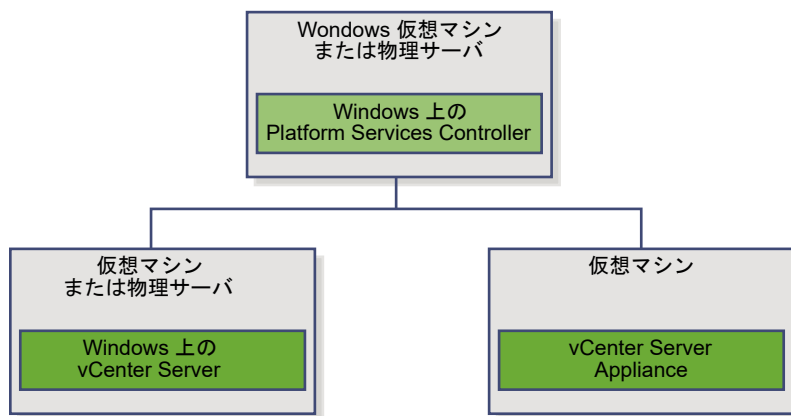 Wondows 仮想マシン
または物理サーバ
Windows 上の
Platform Services Controller
仮想マシン
または物理サーバ
Windows 上の
vCenter Server
仮想マシン
vCenter Server
Appliance